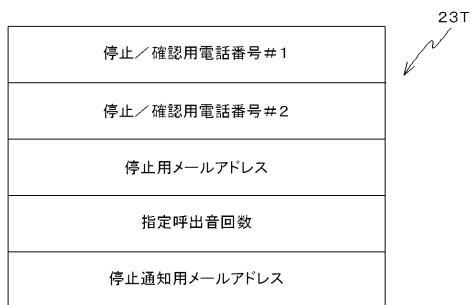 23T
停止／確認用電話番号＃1
停止／確認用電話番号＃2
停止用メールアドレス
指定呼出音回数
停止通知用メールアドレス